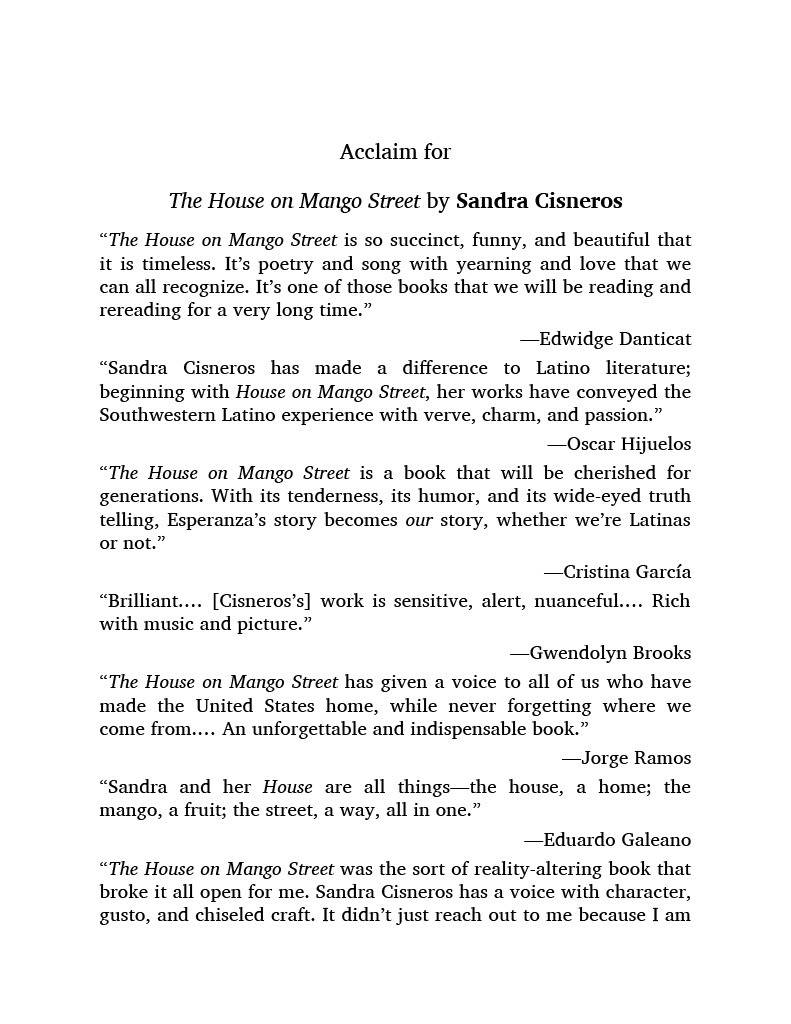 Acclaim for
The House on Mango Street by Sandra Cisneros
“The House on Mango Street is so succinct, funny, and beautiful that
it is timeless. It’s poetry and song with yearning and love that we
can all recognize. It’s one of those books that we will be reading and
rereading for a very long time.”
—Edwidge Danticat
“Sandra Cisneros has made a difference to Latino literature;
beginning with House on Mango Street, her works have conveyed the
Southwestern Latino experience with verve, charm, and passion.”
—Oscar Hijuelos
“The House on Mango Street is a book that will be cherished for
generations. With its tenderness, its humor, and its wide-eyed truth
telling, Esperanza’s story becomes our story, whether we’re Latinas
or not.”
—Cristina García
“Brilliant.… [Cisneros’s] work is sensitive, alert, nuanceful.… Rich
with music and picture.”
—Gwendolyn Brooks
“The House on Mango Street has given a voice to all of us who have
made the United States home, while never forgetting where we
come from.… An unforgettable and indispensable book.”
—Jorge Ramos
“Sandra and her House are all things—the house, a home; the
mango, a fruit; the street, a way, all in one.”
—Eduardo Galeano
“The House on Mango Street was the sort of reality-altering book that
broke it all open for me. Sandra Cisneros has a voice with character,
gusto, and chiseled craft. It didn’t just reach out to me because I am